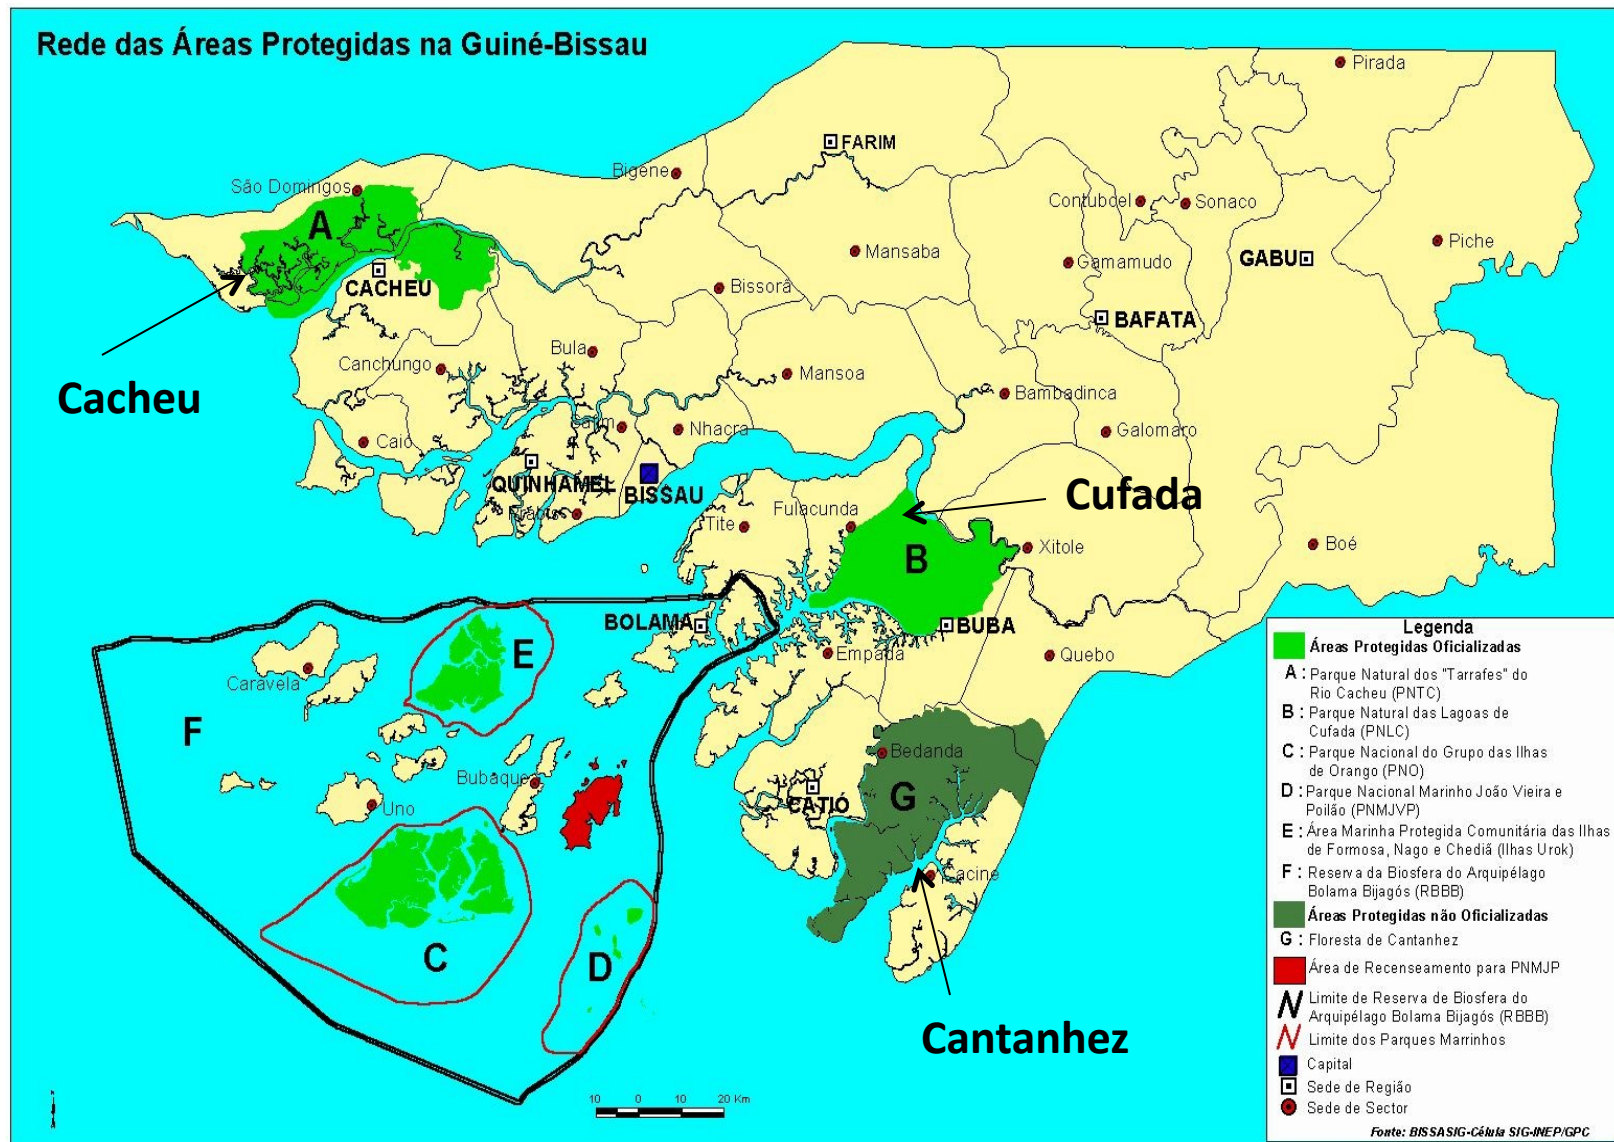 Rede das Áreas Protegidas na Guiné-Bissau
Pirada
FARIM
Bigene
São Domingos
Contuboel
Sonaco
A
Piche
Mansaba
GABU
Gamamudo
CACHEU
Bissorã
BAFATA
Bula
Canchungo
Mansoa
Cacheu
Bambadinca
Nhacra
Galomaro
Caió
QUINHAMEL
BISSAU
Cufada
Prabis
Tite
Fulacunda
Xitole
Boé
B
BOLAMA
BUBA
E
Empada
Quebo
Caravela
F
Bedanda
Bubaque
CATIÓ
G
Uno
Cacine
C
D
Cantanhez
10 0 10 20 Km
Legenda
Áreas Protegidas Oficializadas
A : Parque Natural dos "Tarrafes" do
Rio Cacheu (PNTC)
B : Parque Natural das Lagoas de
Cufada (PNLC)
C : Parque Nacional do Grupo das Ilhas
de Orango (PNO)
D : Parque Nacional Marinho João Vieira e
Poilão (PNMJVP)
E : Área Marinha Protegida Comunitária das Ilhas
de Formosa, Nago e Chediã (Ilhas Urok)
F : Reserva da Biosfera do Arquipélago
Bolama Bijagós (RBBB)
Áreas Protegidas não Oficializadas
G : Floresta de Cantanhez
Área de Recenseamento para PNMJP
Limite de Reserva de Biosfera do
Arquipélago Bolama Bijagós (RBBB)
Limite dos Parques Marrinhos
Capital
Sede de Região
Sede de Sector
Fonte: BISSASIG-Célula SIG-INEP/GPC